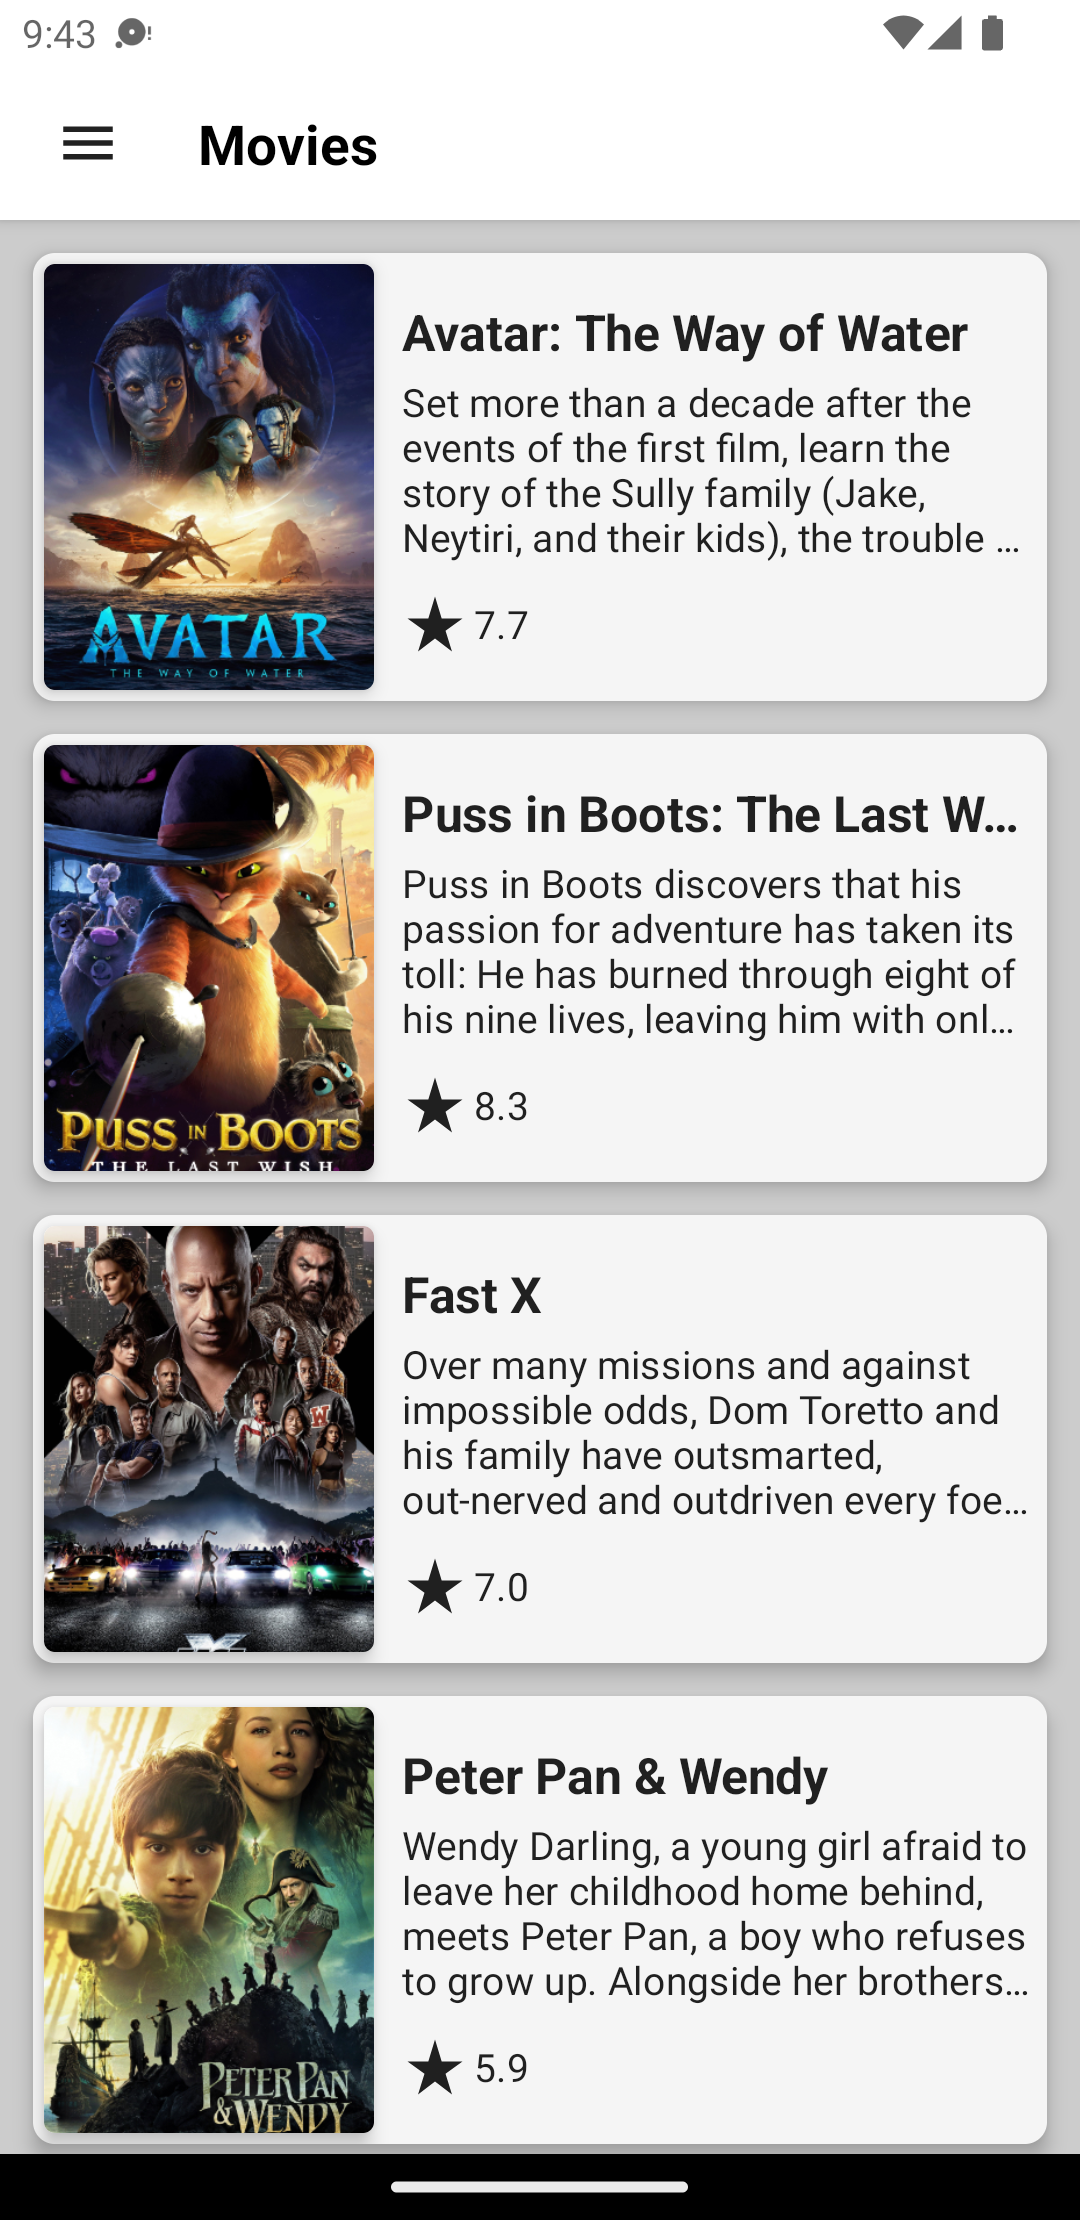 9:43
Movies
AVATAR
THE WAY OF WATER
Avatar: The Way of Water
Set more than a decade after the
events of the first film, learn the
story of the Sully family (Jake,
Neytiri, and their kids), the trouble ...
7.7
PUSS IN BOOTS
THE LAST WISH
Puss in Boots: The Last W...
Puss in Boots discovers that his
passion for adventure has taken its
toll: He has burned through eight of
his nine lives, leaving him with onl...
8.3
W
Fast X
Over many missions and against
impossible odds, Dom Toretto and
his family have outsmarted,
out-nerved and outdriven every foe...
7.0
PETER PAN
& WENDY
Peter Pan & Wendy
Wendy Darling, a young girl afraid to
leave her childhood home behind,
meets Peter Pan, a boy who refuses
to grow up. Alongside her brothers...
5.9